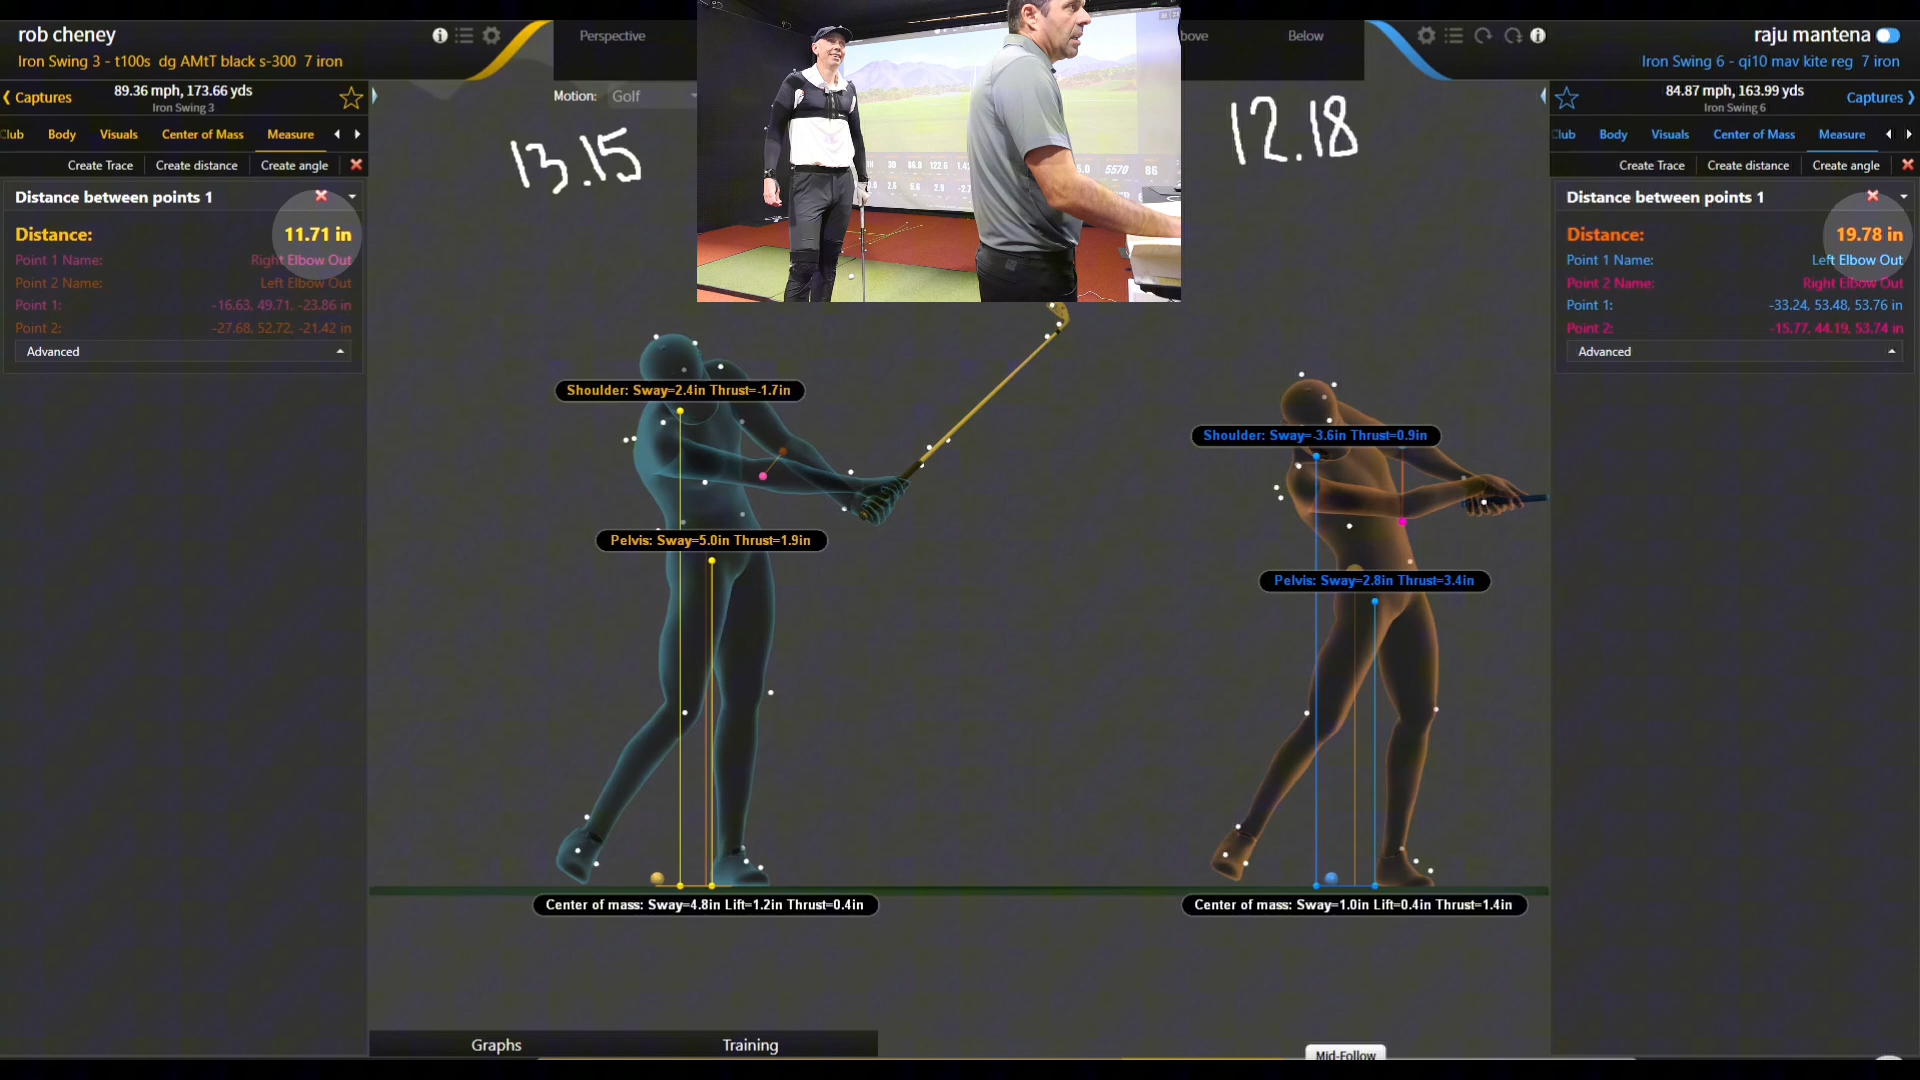 rob cheney
Iron Swing 3 - t100s dg AMtT black s-300 7 iron
Captures
89.36 mph, 173.66 yds
Iron Swing 3
Club Body Visuals Center of Mass Measure
Create Trace Create distance Create angle
Distance between points 1
Distance: 11.71 in
Point 1 Name: Right Elbow Out
Point 2 Name: Left Elbow Out
Point 1: -16.63, 49.71, -23.86 in
Point 2: -27.68, 52.72, -21.42 in
Advanced
Perspective
Motion: Golf
13.15
Below
12.18
5570 86
Shoulder: Sway=2.4in Thrust=-1.7in
Pelvis: Sway=5.0in Thrust=1.9in
Center of mass: Sway=4.8in Lift=1.2in Thrust=0.4in
Shoulder: Sway=-3.6in Thrust=0.9in
Pelvis: Sway=2.8in Thrust=3.4in
Center of mass: Sway=1.0in Lift=0.4in Thrust=1.4in
Graphs Training
Mid-Follow
raju mantena
Iron Swing 6 - qi10 mav kite reg 7 iron
84.87 mph, 163.99 yds
Iron Swing 6
Captures
Club Body Visuals Center of Mass Measure
Create Trace Create distance Create angle
Distance between points 1
Distance: 19.78 in
Point 1 Name: Left Elbow Out
Point 2 Name: Right Elbow Out
Point 1: -33.24, 53.48, 53.76 in
Point 2: -15.77, 44.19, 53.74 in
Advanced